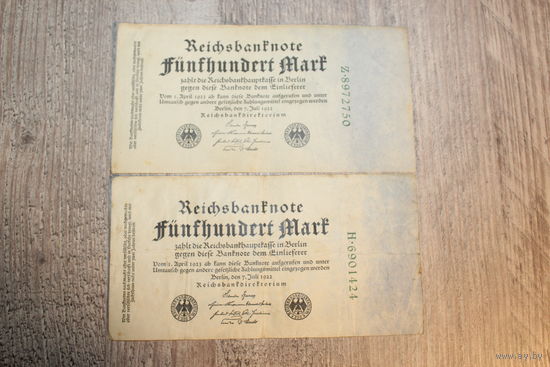 Reichsbanknote
Fünfhundert Mark
zahlt die Reichsbankhauptkasse in Berlin
gegen diese Banknote dem Einlieferer
Vom 1. April 1923 ab kann diese Banknote aufgerufen und unter
Umtausch gegen andere gesetzliche Zahlungsmittel eingezogen werden
Berlin, den 7. Juli 1922
Reichsbankdirektorium
Z·8972750
Reichsbanknote
Fünfhundert Mark
zahlt die Reichsbankhauptkasse in Berlin
gegen diese Banknote dem Einlieferer
Vom 1. April 1923 ab kann diese Banknote aufgerufen und unter
Umtausch gegen andere gesetzliche Zahlungsmittel eingezogen werden
Berlin, den 7. Juli 1922
Reichsbankdirektorium
H·6901424
www.ay.by